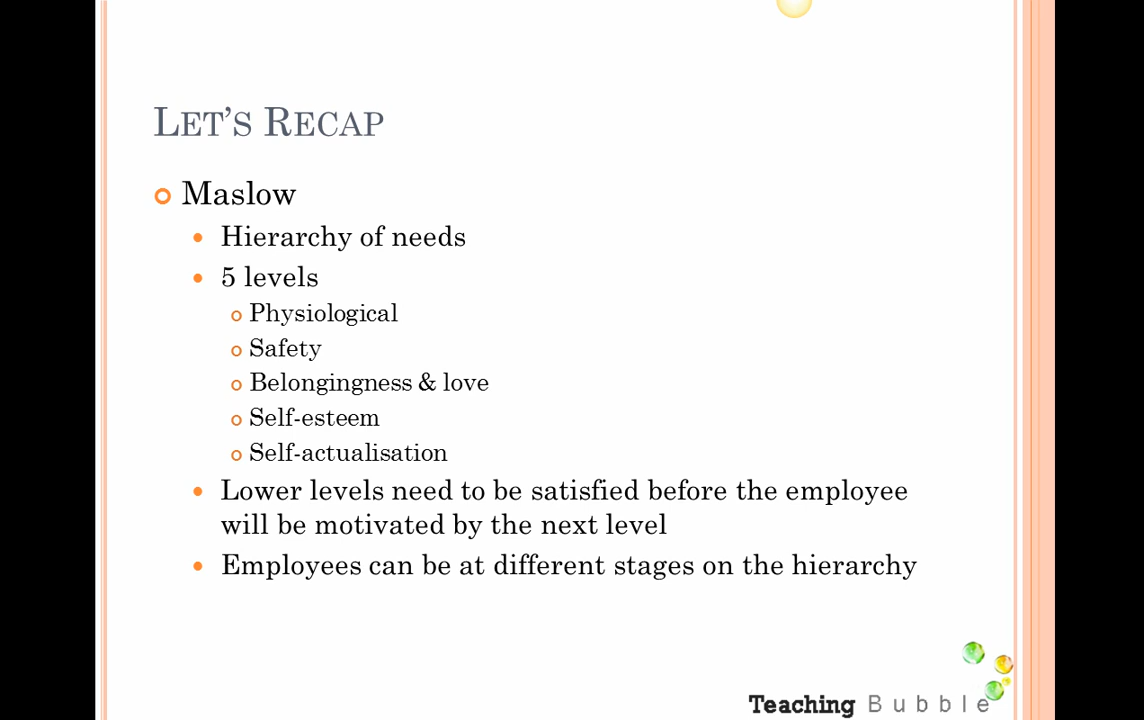 LET'S RECAP
Maslow
Hierarchy of needs
5 levels
Physiological
Safety
Belongingness & love
Self-esteem
Self-actualisation
Lower levels need to be satisfied before the employee
will be motivated by the next level
Employees can be at different stages on the hierarchy
Teaching Bubble